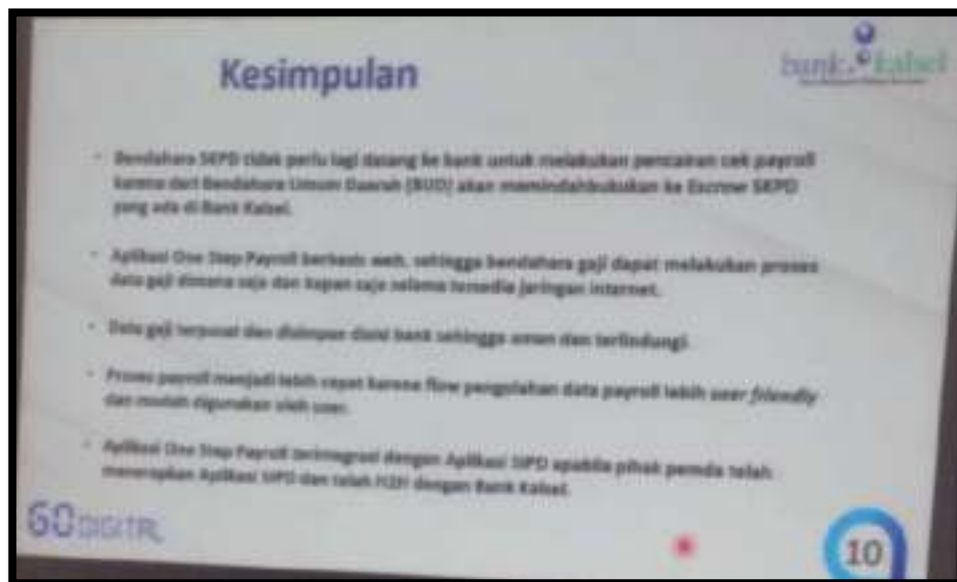 Kesimpulan
bank kalsel
- Bendahara SKPD tidak perlu lagi datang ke bank untuk melakukan pencairan cek payroll
karena dari Bendahara Umum Daerah (BUD) akan memindahbukukan ke Escrow SKPD
yang ada di Bank Kalsel.
- Aplikasi One Step Payroll berbasis web, sehingga bendahara gaji dapat melakukan proses
data gaji dimana saja dan kapan saja selama tersedia jaringan internet.
- Data gaji terpusat dan disimpan disisi bank sehingga aman dan terlindungi.
- Proses payroll menjadi lebih cepat karena flow pengolahan data payroll lebih user friendly
dan mudah digunakan oleh user.
- Aplikasi One Step Payroll terintegrasi dengan Aplikasi SIPD apabila pihak pemda telah
menerapkan Aplikasi SIPD dan telah H2H dengan Bank Kalsel.
GO DIGITAL
10